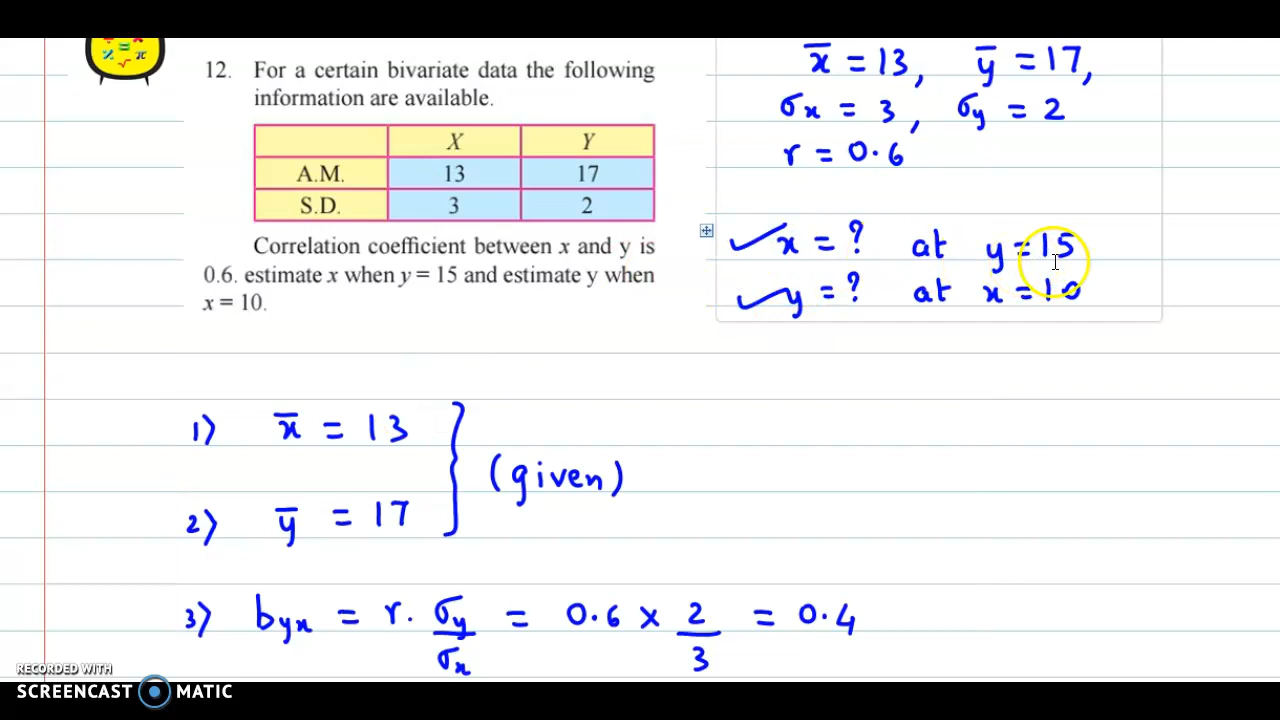 12. For a certain bivariate data the following
information are available.
X Y
A.M. 13 17
S.D. 3 2
Correlation coefficient between x and y is
0.6. estimate x when y = 15 and estimate y when
x = 10.
x̄ = 13, ȳ = 17,
σx = 3, σy = 2
r = 0.6
✓ x = ? at y = 15
✓ y = ? at x = 10
1) x̄ = 13
2) ȳ = 17
(given)
3) byx = r. σy/σx = 0.6 × 2/3 = 0.4
RECORDED WITH
SCREENCAST MATIC